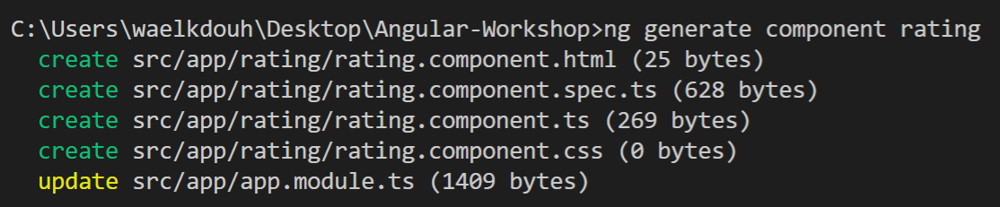 C:\Users\waelkdouh\Desktop\Angular-Workshop>ng generate component rating
create src/app/rating/rating.component.html (25 bytes)
create src/app/rating/rating.component.spec.ts (628 bytes)
create src/app/rating/rating.component.ts (269 bytes)
create src/app/rating/rating.component.css (0 bytes)
update src/app/app.module.ts (1409 bytes)